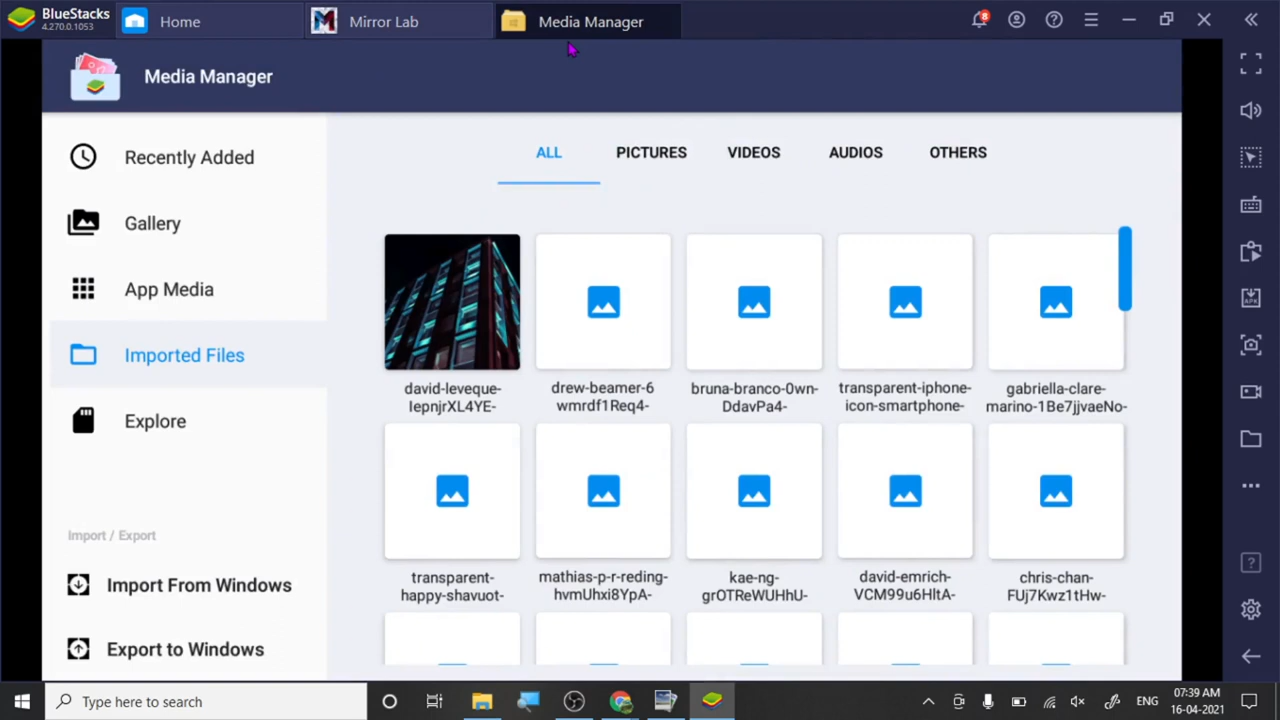 BlueStacks
4.270.0.1053
Home
Mirror Lab
Media Manager
8
Media Manager
Recently Added
Gallery
App Media
Imported Files
Explore
Import / Export
Import From Windows
Export to Windows
ALL
PICTURES
VIDEOS
AUDIOS
OTHERS
david-leveque-
IepnjrXL4YE-
drew-beamer-6
wmrdf1Req4-
bruna-branco-0wn-
DdavPa4-
transparent-iphone-
icon-smartphone-
gabriella-clare-
marino-1Be7jjvaeNo-
transparent-
happy-shavuot-
mathias-p-r-reding-
hvmUhxi8YpA-
kae-ng-
grOTReWUHhU-
david-emrich-
VCM99u6HltA-
chris-chan-
FUj7Kwz1tHw-
APK
Type here to search
ENG
07:39 AM
16-04-2021